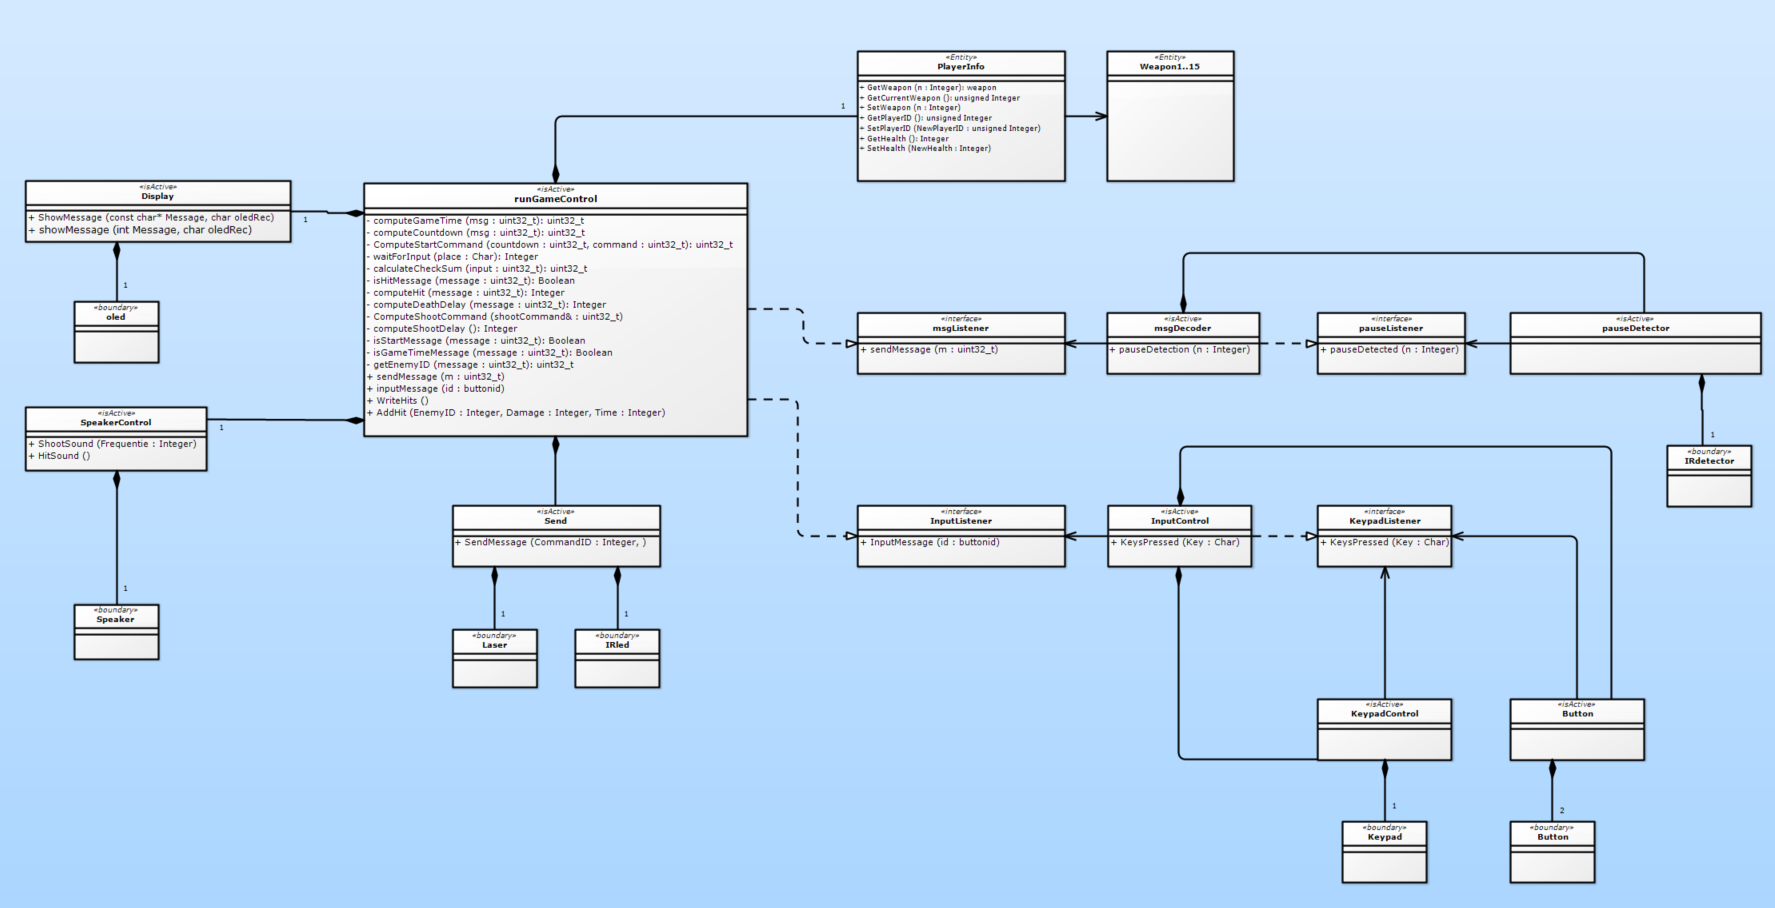 «Entity»
PlayerInfo
+ GetWeapon (n : Integer): weapon
+ GetCurrentWeapon (): unsigned Integer
+ SetWeapon (n : Integer)
+ GetPlayerID (): unsigned Integer
+ SetPlayerID (NewPlayerID : unsigned Integer)
+ GetHealth (): Integer
+ SetHealth (NewHealth : Integer)
«Entity»
Weapon1..15
1
«isActive»
Display
+ ShowMessage (const char* Message, char oledRec)
+ showMessage (int Message, char oledRec)
1
1
«boundary»
oled
«isActive»
runGameControl
- computeGameTime (msg : uint32_t): uint32_t
- computeCountdown (msg : uint32_t): uint32_t
- ComputeStartCommand (countdown : uint32_t, command : uint32_t): uint32_t
- waitForInput (place : Char): Integer
- calculateCheckSum (input : uint32_t): uint32_t
- isHitMessage (message : uint32_t): Boolean
- computeHit (message : uint32_t): Integer
- computeDeathDelay (message : uint32_t): Integer
- ComputeShootCommand (shootCommand& : uint32_t)
- computeShootDelay (): Integer
- isStartMessage (message : uint32_t): Boolean
- isGameTimeMessage (message : uint32_t): Boolean
- getEnemyID (message : uint32_t): uint32_t
+ sendMessage (m : uint32_t)
+ inputMessage (id : buttonid)
+ WriteHits ()
+ AddHit (EnemyID : Integer, Damage : Integer, Time : Integer)
«interface»
msgListener
+ sendMessage (m : uint32_t)
«isActive»
msgDecoder
+ pauseDetection (n : Integer)
«interface»
pauseListener
+ pauseDetected (n : Integer)
«isActive»
pauseDetector
1
«boundary»
IRdetector
«isActive»
SpeakerControl
+ ShootSound (Frequentie : Integer)
+ HitSound ()
1
1
«boundary»
Speaker
«isActive»
Send
+ SendMessage (CommandID : Integer, )
1
1
«boundary»
Laser
«boundary»
IRled
«interface»
InputListener
+ InputMessage (id : buttonid)
«isActive»
InputControl
+ KeysPressed (Key : Char)
«interface»
KeypadListener
+ KeysPressed (Key : Char)
«isActive»
KeypadControl
«isActive»
Button
1
2
«boundary»
Keypad
«boundary»
Button